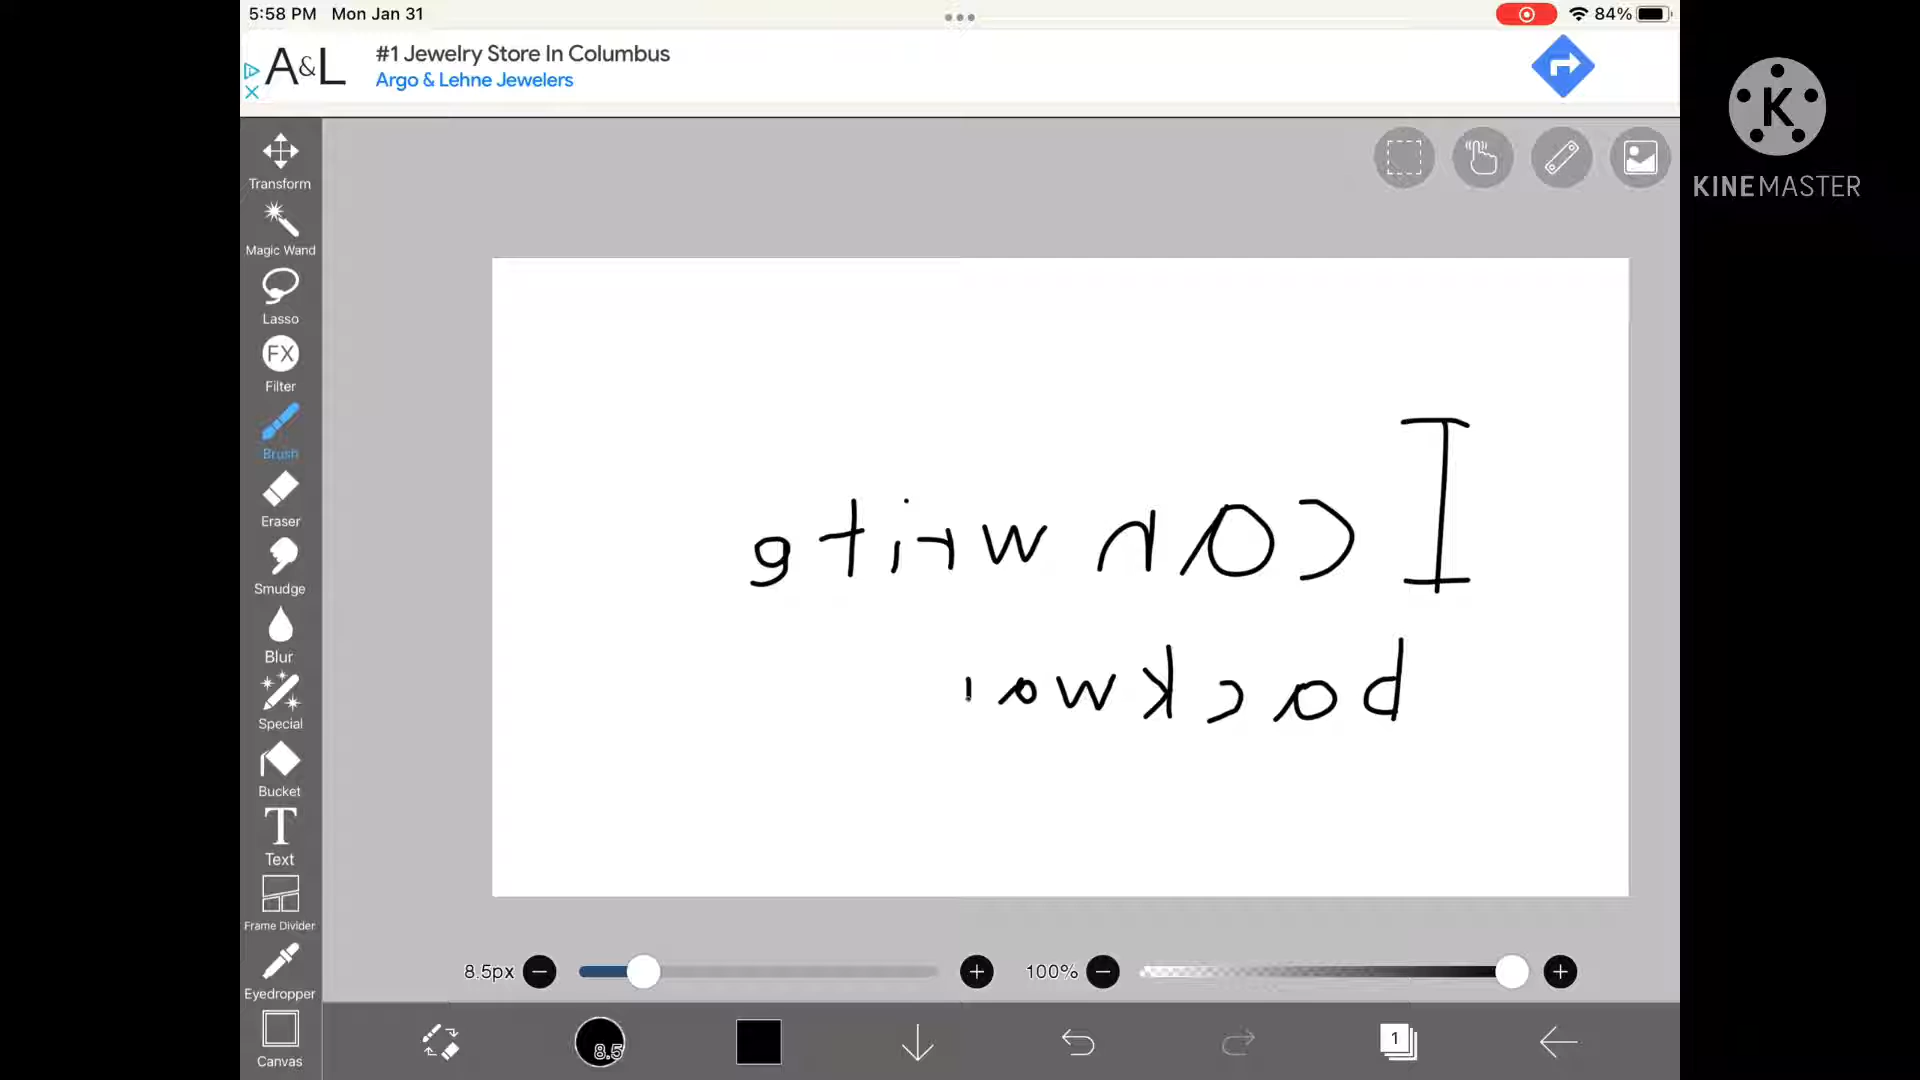 5:58 PM Mon Jan 31
84%
A&L
#1 Jewelry Store In Columbus
Argo & Lehne Jewelers
K
KINEMASTER
Transform
Magic Wand
Lasso
FX
Filter
Brush
Eraser
Smudge
Blur
Special
Bucket
T
Text
Frame Divider
Eyedropper
Canvas
I can write
backwar
8.5px
100%
8.5
1